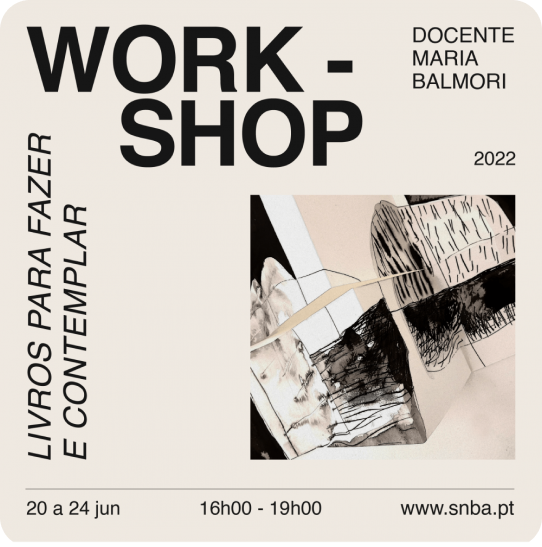 WORK -
SHOP
DOCENTE
MARIA
BALMORI
2022
LIVROS PARA FAZER
E CONTEMPLAR
20 a 24 jun
16h00 - 19h00
www.snba.pt